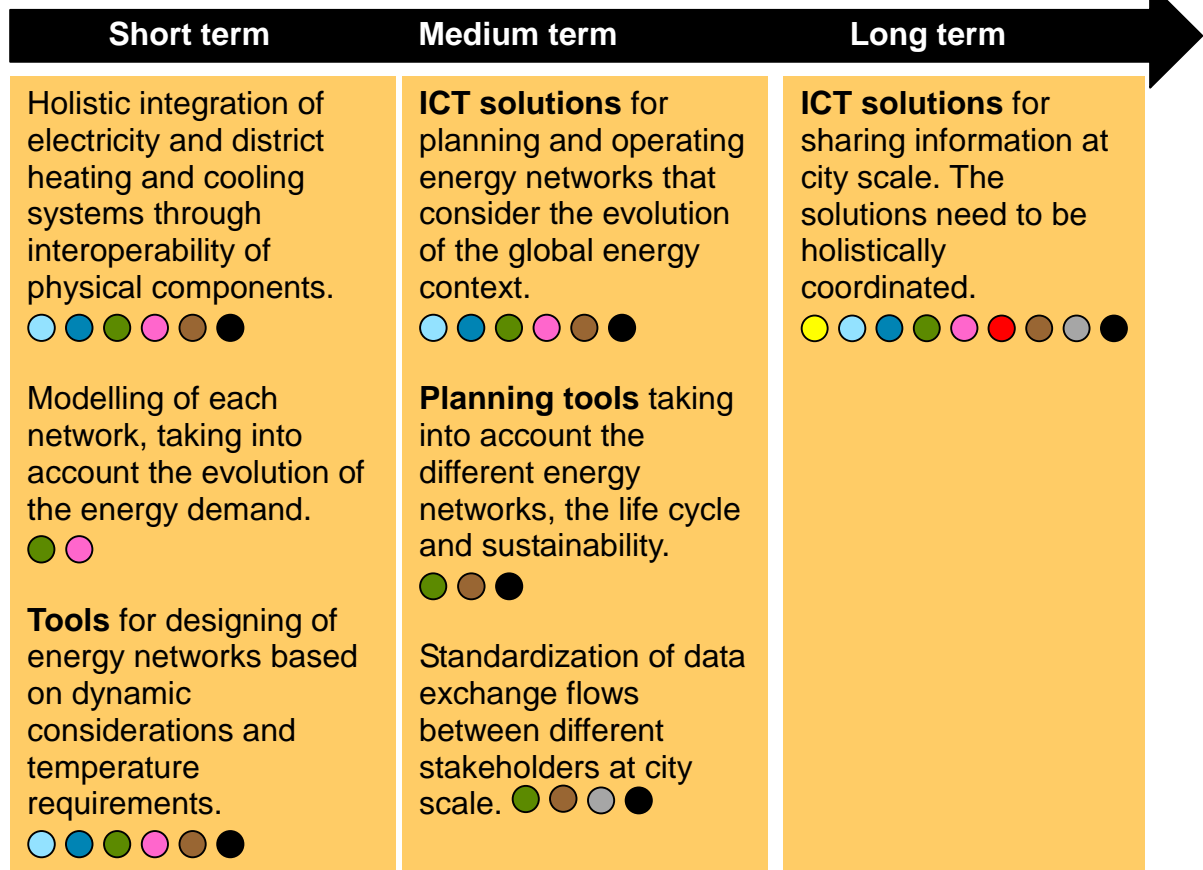 Short term
Medium term
Long term
Holistic integration of
electricity and district
heating and cooling
systems through
interoperability of
physical components.
Modelling of each
network, taking into
account the evolution of
the energy demand.
Tools for designing of
energy networks based
on dynamic
considerations and
temperature
requirements.
ICT solutions for
planning and operating
energy networks that
consider the evolution
of the global energy
context.
Planning tools taking
into account the
different energy
networks, the life cycle
and sustainability.
Standardization of data
exchange flows
between different
stakeholders at city
scale.
ICT solutions for
sharing information at
city scale. The
solutions need to be
holistically
coordinated.